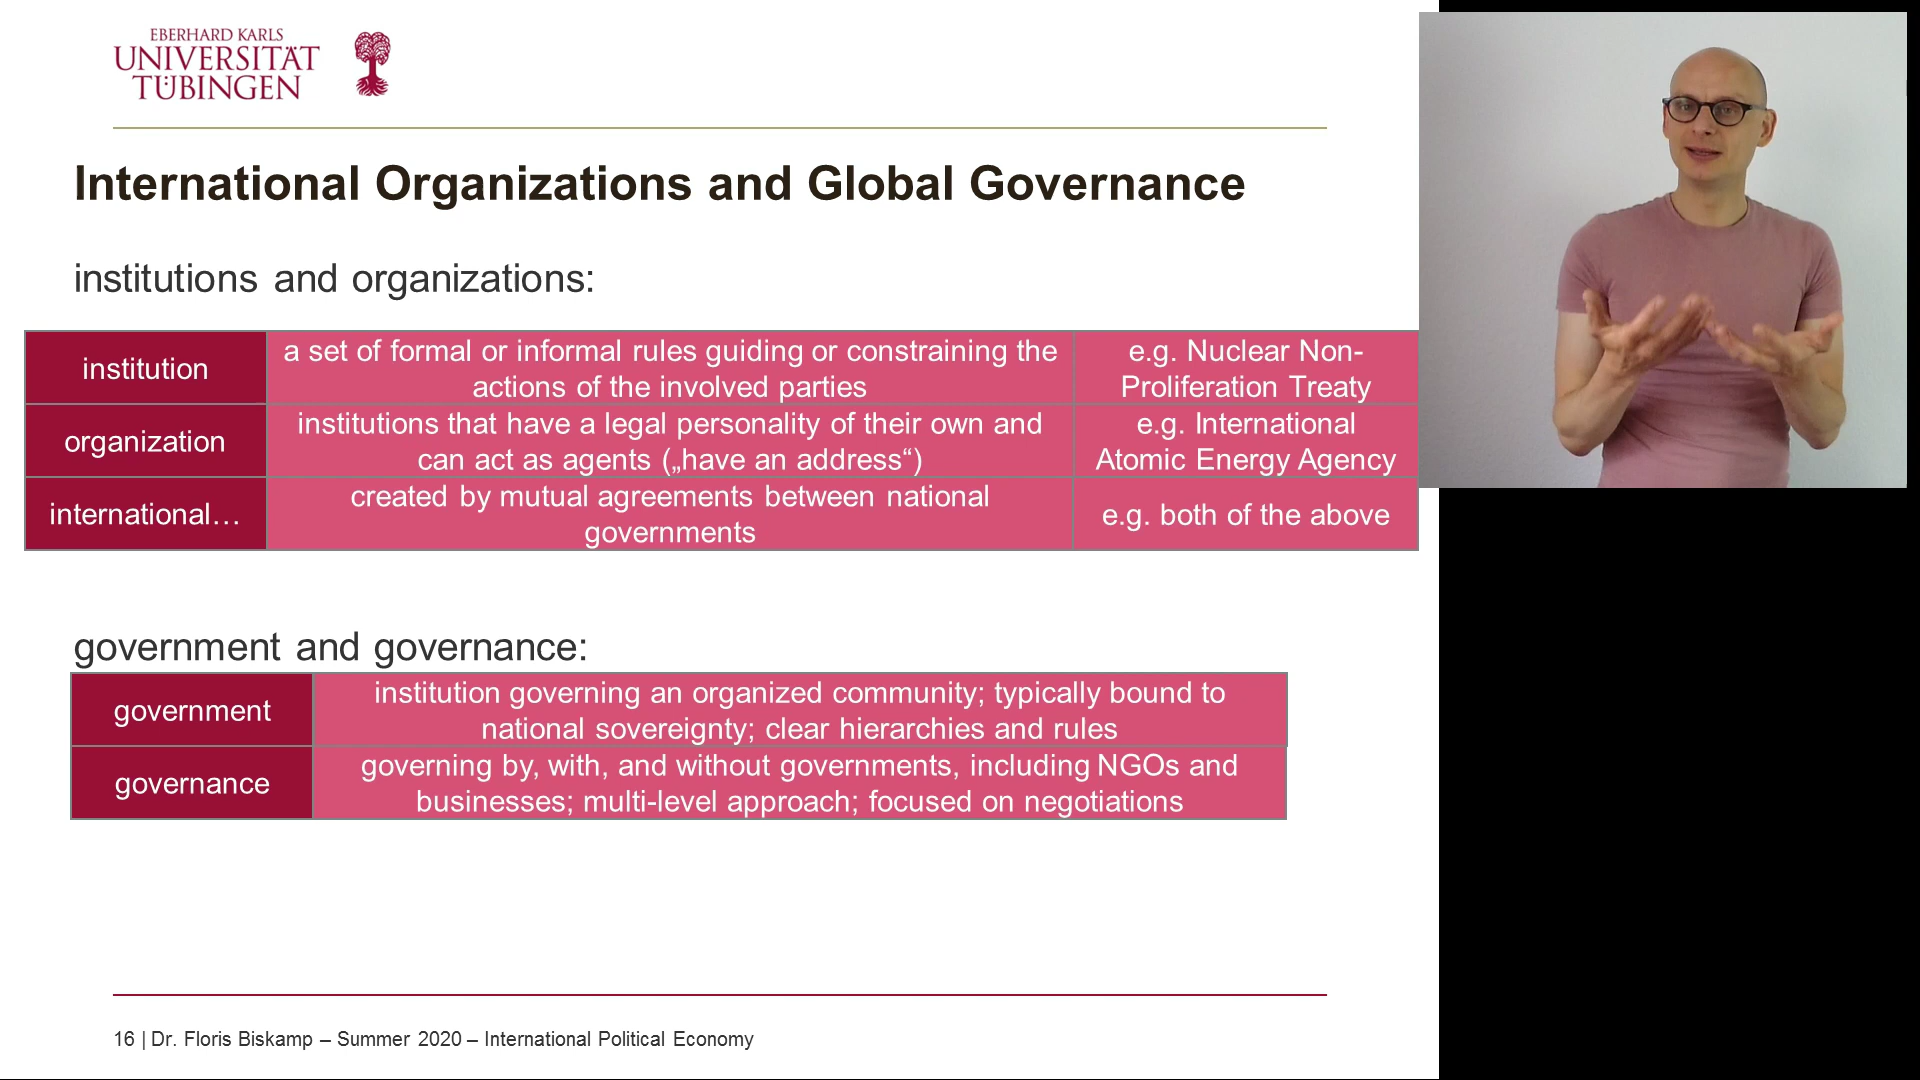 EBERHARD KARLS
UNIVERSITÄT
TÜBINGEN
International Organizations and Global Governance
institutions and organizations:
institution
a set of formal or informal rules guiding or constraining the
actions of the involved parties
e.g. Nuclear Non-
Proliferation Treaty
organization
institutions that have a legal personality of their own and
can act as agents („have an address“)
e.g. International
Atomic Energy Agency
international…
created by mutual agreements between national
governments
e.g. both of the above
government and governance:
government
institution governing an organized community; typically bound to
national sovereignty; clear hierarchies and rules
governance
governing by, with, and without governments, including NGOs and
businesses; multi-level approach; focused on negotiations
16 | Dr. Floris Biskamp – Summer 2020 – International Political Economy